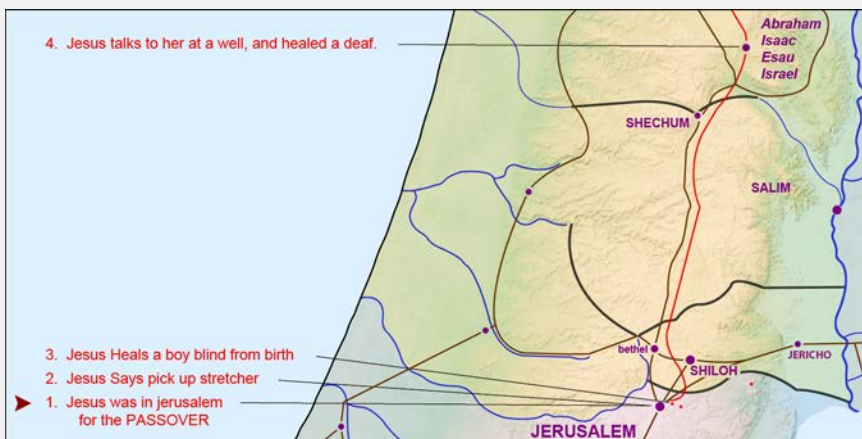 4. Jesus talks to her at a well, and healed a deaf.
Abraham
Isaac
Esau
Israel
SHECHUM
SALIM
3. Jesus Heals a boy blind from birth
2. Jesus Says pick up stretcher
1. Jesus was in jerusalem
for the PASSOVER
bethel
SHILOH
JERICHO
JERUSALEM